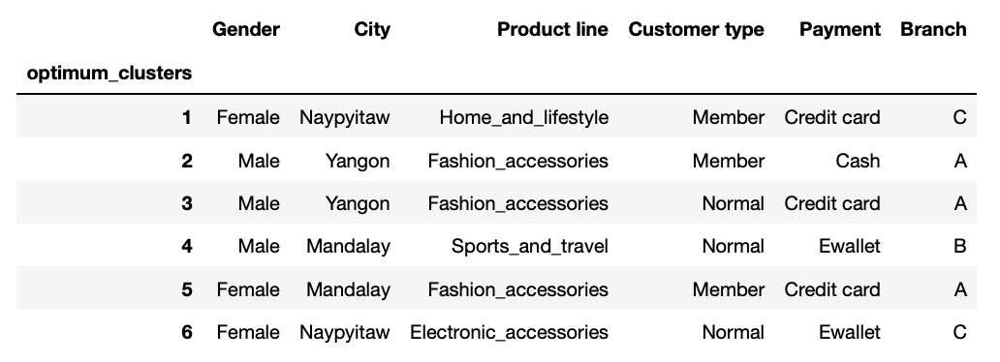 Gender City Product line Customer type Payment Branch
optimum_clusters
1 Female Naypyitaw Home_and_lifestyle Member Credit card C
2 Male Yangon Fashion_accessories Member Cash A
3 Male Yangon Fashion_accessories Normal Credit card A
4 Male Mandalay Sports_and_travel Normal Ewallet B
5 Female Mandalay Fashion_accessories Member Credit card A
6 Female Naypyitaw Electronic_accessories Normal Ewallet C